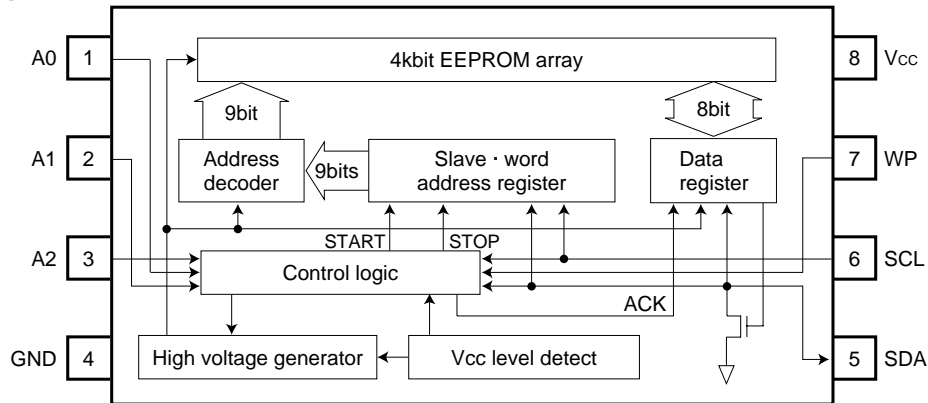 A0 1 4kbit EEPROM array 8 Vcc
9bit 8bit
A1 2 Address decoder 9bits Slave · word address register Data register 7 WP
START STOP
A2 3 Control logic 6 SCL
ACK
GND 4 High voltage generator Vcc level detect 5 SDA